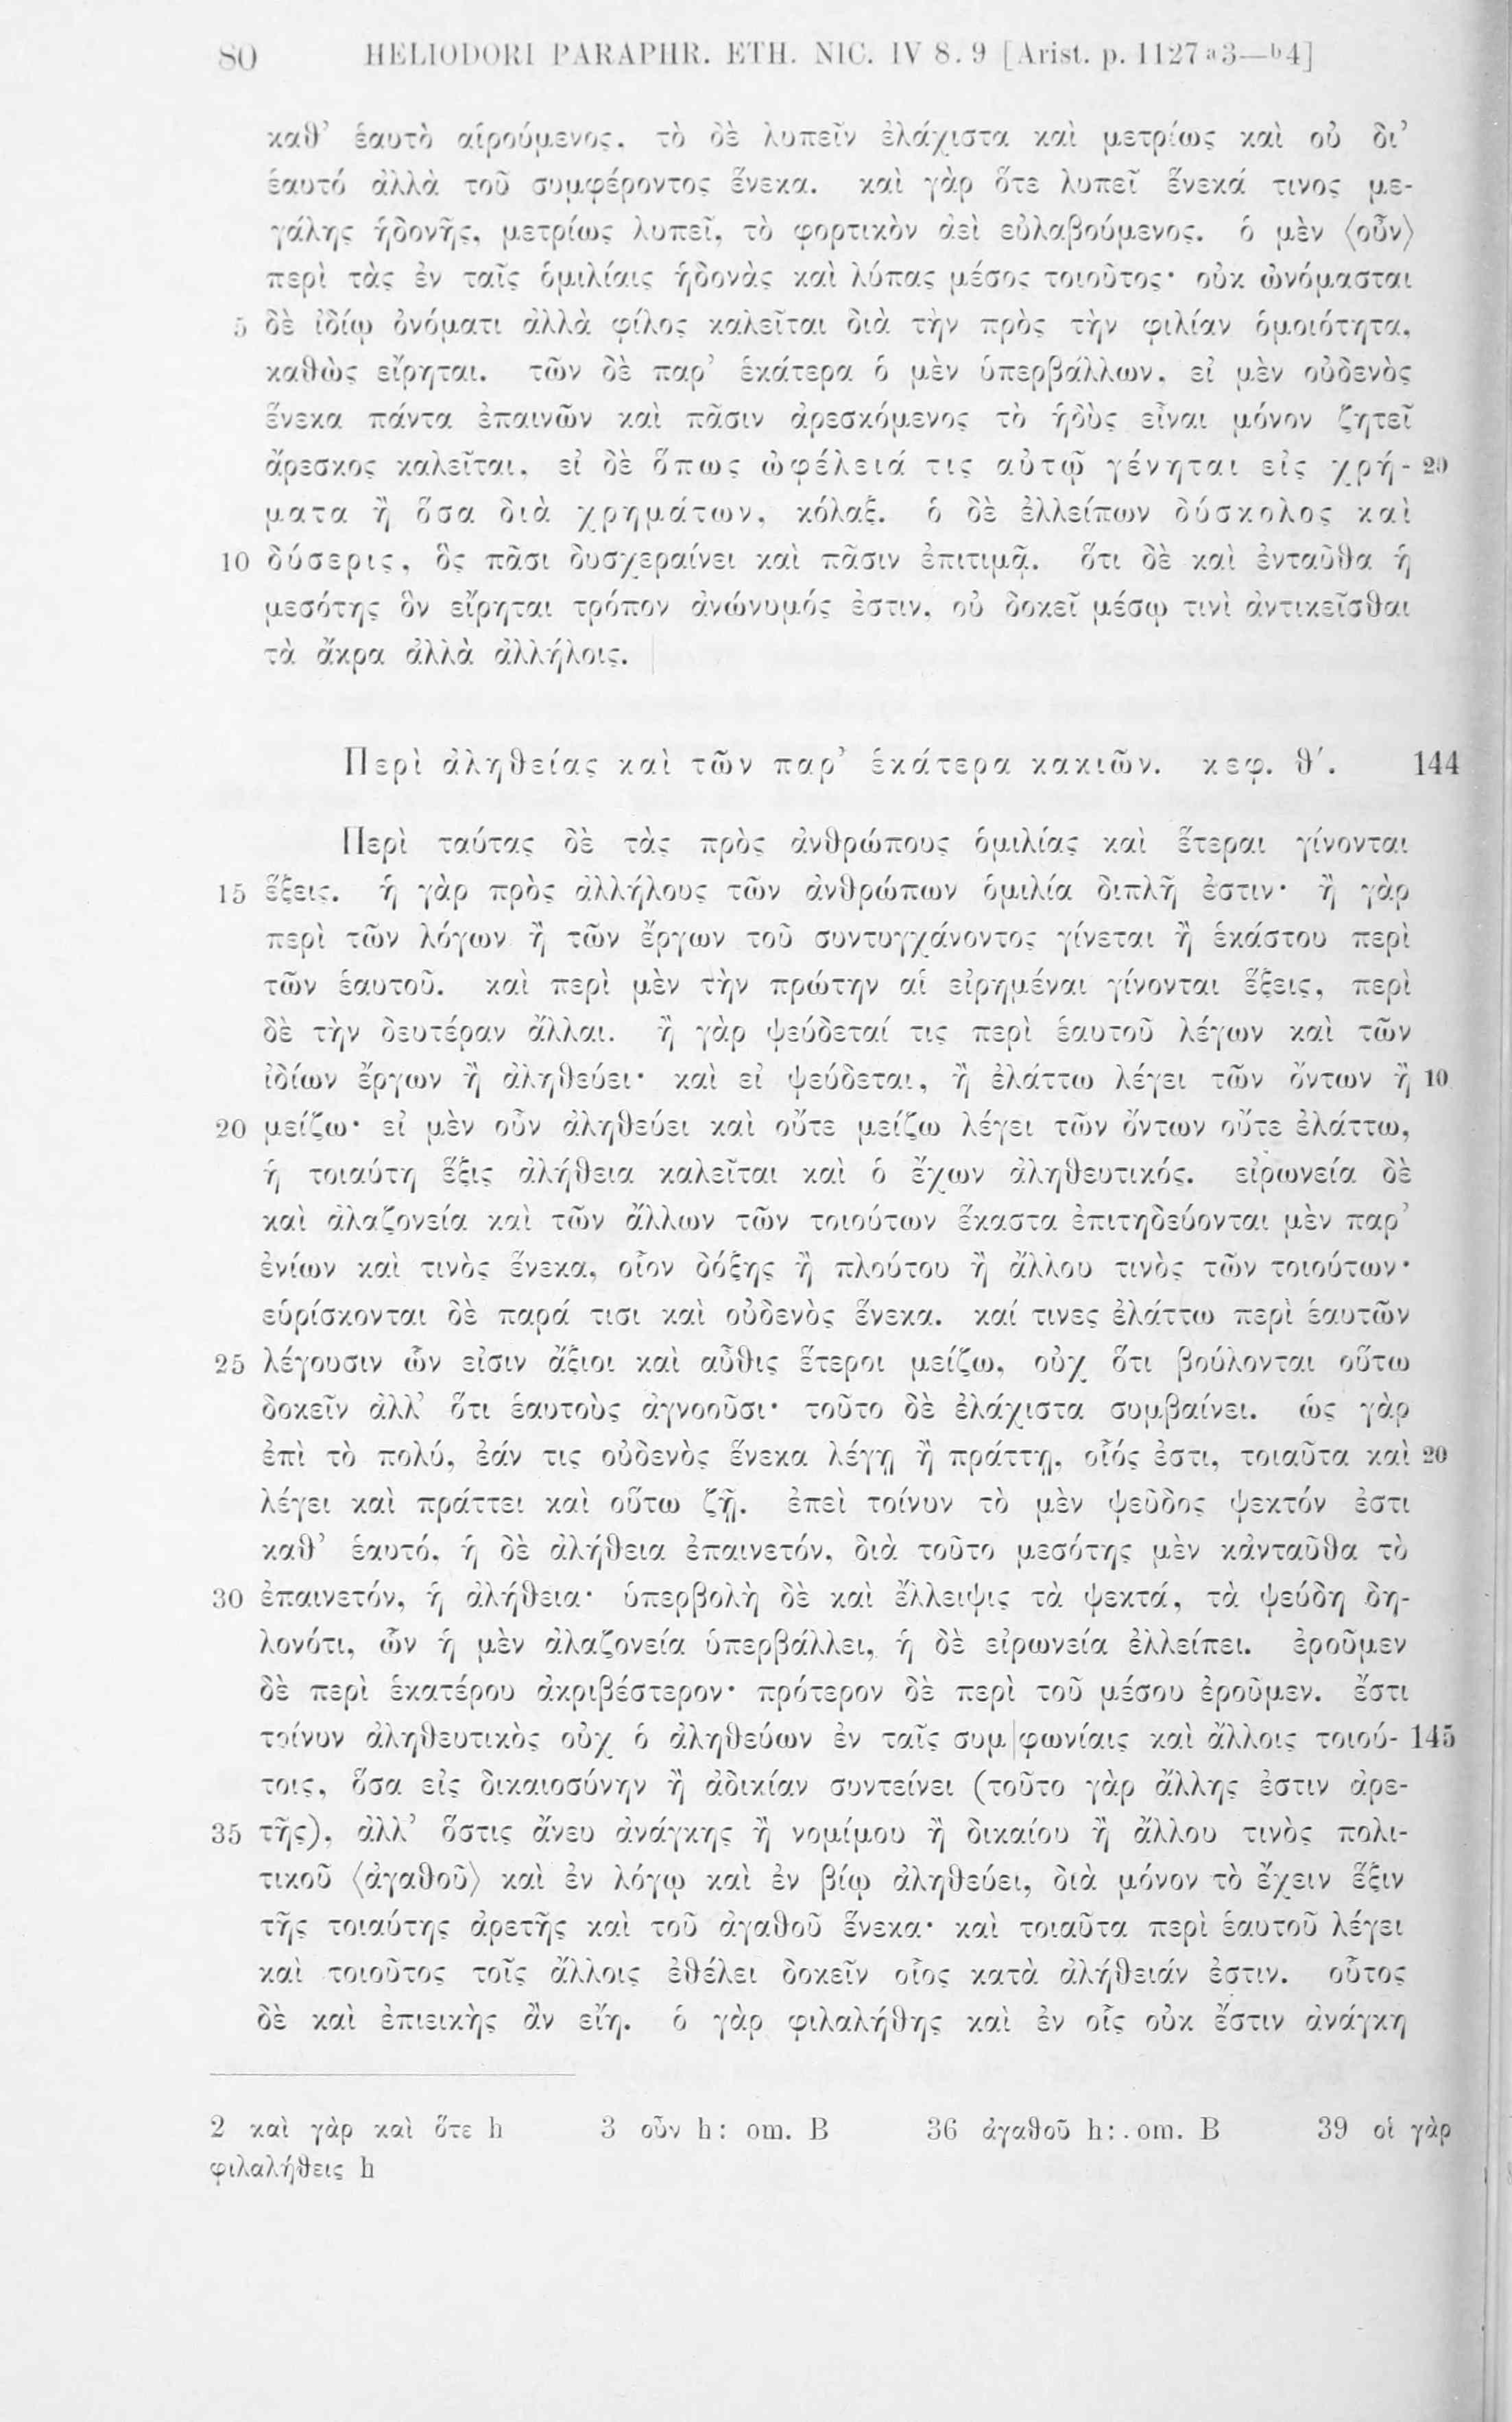 80 HELIODORI PARAPHR. ETH. NIC. IV 8. 9 [Arist. p. 1127 a 3—b 4]
καθ’ ἑαυτὸ αἱρούμενος, τὸ δὲ λυπεῖν ἐλάχιστα καὶ μετρίως καὶ οὐ δι’
ἑαυτό ἀλλὰ τοῦ συμφέροντος ἕνεκα. καὶ γὰρ ὅτε λυπεῖ ἕνεκά τινος με-
γάλης ἡδονῆς, μετρίως λυπεῖ, τὸ φορτικὸν ἀεὶ εὐλαβούμενος. ὁ μὲν ⟨οὖν⟩
περὶ τὰς ἐν ταῖς ὁμιλίαις ἡδονὰς καὶ λύπας μέσος τοιοῦτος· οὐκ ὠνόμασται
5 δὲ ἰδίῳ ὀνόματι ἀλλὰ φίλος καλεῖται διὰ τὴν πρὸς τὴν φιλίαν ὁμοιότητα,
καθὼς εἴρηται. τῶν δὲ παρ’ ἑκάτερα ὁ μὲν ὑπερβάλλων, εἰ μὲν οὐδενὸς
ἕνεκα πάντα ἐπαινῶν καὶ πᾶσιν ἀρεσκόμενος τὸ ἡδὺς εἶναι μόνον ζητεῖ
ἄρεσκος καλεῖται, εἰ δὲ ὅπως ὠφέλειά τις αὐτῷ γένηται εἰς χρή- 20
ματα ἢ ὅσα διὰ χρημάτων, κόλαξ. ὁ δὲ ἐλλείπων δύσκολος καὶ
10 δύσερις, ὃς πᾶσι δυσχεραίνει καὶ πᾶσιν ἐπιτιμᾷ. ὅτι δὲ καὶ ἐνταῦθα ἡ
μεσότης ὃν εἴρηται τρόπον ἀνώνυμός ἐστιν, οὐ δοκεῖ μέσῳ τινὶ ἀντικεῖσθαι
τὰ ἄκρα ἀλλὰ ἀλλήλοις. |
Περὶ ἀληθείας καὶ τῶν παρ’ ἑκάτερα κακιῶν. κεφ. θ′. 144
Περὶ ταύτας δὲ τὰς πρὸς ἀνθρώπους ὁμιλίας καὶ ἕτεραι γίνονται
15 ἕξεις. ἡ γὰρ πρὸς ἀλλήλους τῶν ἀνθρώπων ὁμιλία διπλῆ ἐστιν· ἢ γὰρ
περὶ τῶν λόγων ἢ τῶν ἔργων τοῦ συντυγχάνοντος γίνεται ἢ ἑκάστου περὶ
τῶν ἑαυτοῦ. καὶ περὶ μὲν τὴν πρώτην αἱ εἰρημέναι γίνονται ἕξεις, περὶ
δὲ τὴν δευτέραν ἄλλαι. ἢ γὰρ ψεύδεταί τις περὶ ἑαυτοῦ λέγων καὶ τῶν
ἰδίων ἔργων ἢ ἀληθεύει· καὶ εἰ ψεύδεται, ἢ ἐλάττω λέγει τῶν ὄντων ἢ 10
20 μείζω· εἰ μὲν οὖν ἀληθεύει καὶ οὔτε μείζω λέγει τῶν ὄντων οὔτε ἐλάττω,
ἡ τοιαύτη ἕξις ἀλήθεια καλεῖται καὶ ὁ ἔχων ἀληθευτικός. εἰρωνεία δὲ
καὶ ἀλαζονεία καὶ τῶν ἄλλων τῶν τοιούτων ἕκαστα ἐπιτηδεύονται μὲν παρ’
ἐνίων καὶ τινὸς ἕνεκα, οἷον δόξης ἢ πλούτου ἢ ἄλλου τινὸς τῶν τοιούτων·
εὑρίσκονται δὲ παρά τισι καὶ οὐδενὸς ἕνεκα. καί τινες ἐλάττω περὶ ἑαυτῶν
25 λέγουσιν ὧν εἰσιν ἄξιοι καὶ αὖθις ἕτεροι μείζω, οὐχ ὅτι βούλονται οὕτω
δοκεῖν ἀλλ’ ὅτι ἑαυτοὺς ἀγνοοῦσι· τοῦτο δὲ ἐλάχιστα συμβαίνει. ὡς γὰρ
ἐπὶ τὸ πολύ, ἐάν τις οὐδενὸς ἕνεκα λέγῃ ἢ πράττῃ, οἷός ἐστι, τοιαῦτα καὶ 20
λέγει καὶ πράττει καὶ οὕτω ζῇ. ἐπεὶ τοίνυν τὸ μὲν ψεῦδος ψεκτόν ἐστι
καθ’ ἑαυτό, ἡ δὲ ἀλήθεια ἐπαινετόν, διὰ τοῦτο μεσότης μὲν κἀνταῦθα τὸ
30 ἐπαινετόν, ἡ ἀλήθεια· ὑπερβολὴ δὲ καὶ ἔλλειψις τὰ ψεκτά, τὰ ψεύδη δη-
λονότι, ὧν ἡ μὲν ἀλαζονεία ὑπερβάλλει, ἡ δὲ εἰρωνεία ἐλλείπει. ἐροῦμεν
δὲ περὶ ἑκατέρου ἀκριβέστερον· πρότερον δὲ περὶ τοῦ μέσου ἐροῦμεν. ἔστι
τοίνυν ἀληθευτικὸς οὐχ ὁ ἀληθεύων ἐν ταῖς συμ|φωνίαις καὶ ἄλλοις τοιού- 145
τοις, ὅσα εἰς δικαιοσύνην ἢ ἀδικίαν συντείνει (τοῦτο γὰρ ἄλλης ἐστιν ἀρε-
35 τῆς), ἀλλ’ ὅστις ἄνευ ἀνάγκης ἢ νομίμου ἢ δικαίου ἢ ἄλλου τινὸς πολι-
τικοῦ ⟨ἀγαθοῦ⟩ καὶ ἐν λόγῳ καὶ ἐν βίῳ ἀληθεύει, διὰ μόνον τὸ ἔχειν ἕξιν
τῆς τοιαύτης ἀρετῆς καὶ τοῦ ἀγαθοῦ ἕνεκα· καὶ τοιαῦτα περὶ ἑαυτοῦ λέγει
καὶ τοιοῦτος τοῖς ἄλλοις ἐθέλει δοκεῖν οἷος κατὰ ἀλήθειάν ἐστιν. οὗτος
δὲ καὶ ἐπιεικὴς ἂν εἴη. ὁ γὰρ φιλαλήθης καὶ ἐν οἷς οὐκ ἔστιν ἀνάγκη
2 καὶ γὰρ καὶ ὅτε h 3 οὖν h: om. B 36 ἀγαθοῦ h: om. B 39 οἱ γὰρ
φιλαλήθεις h